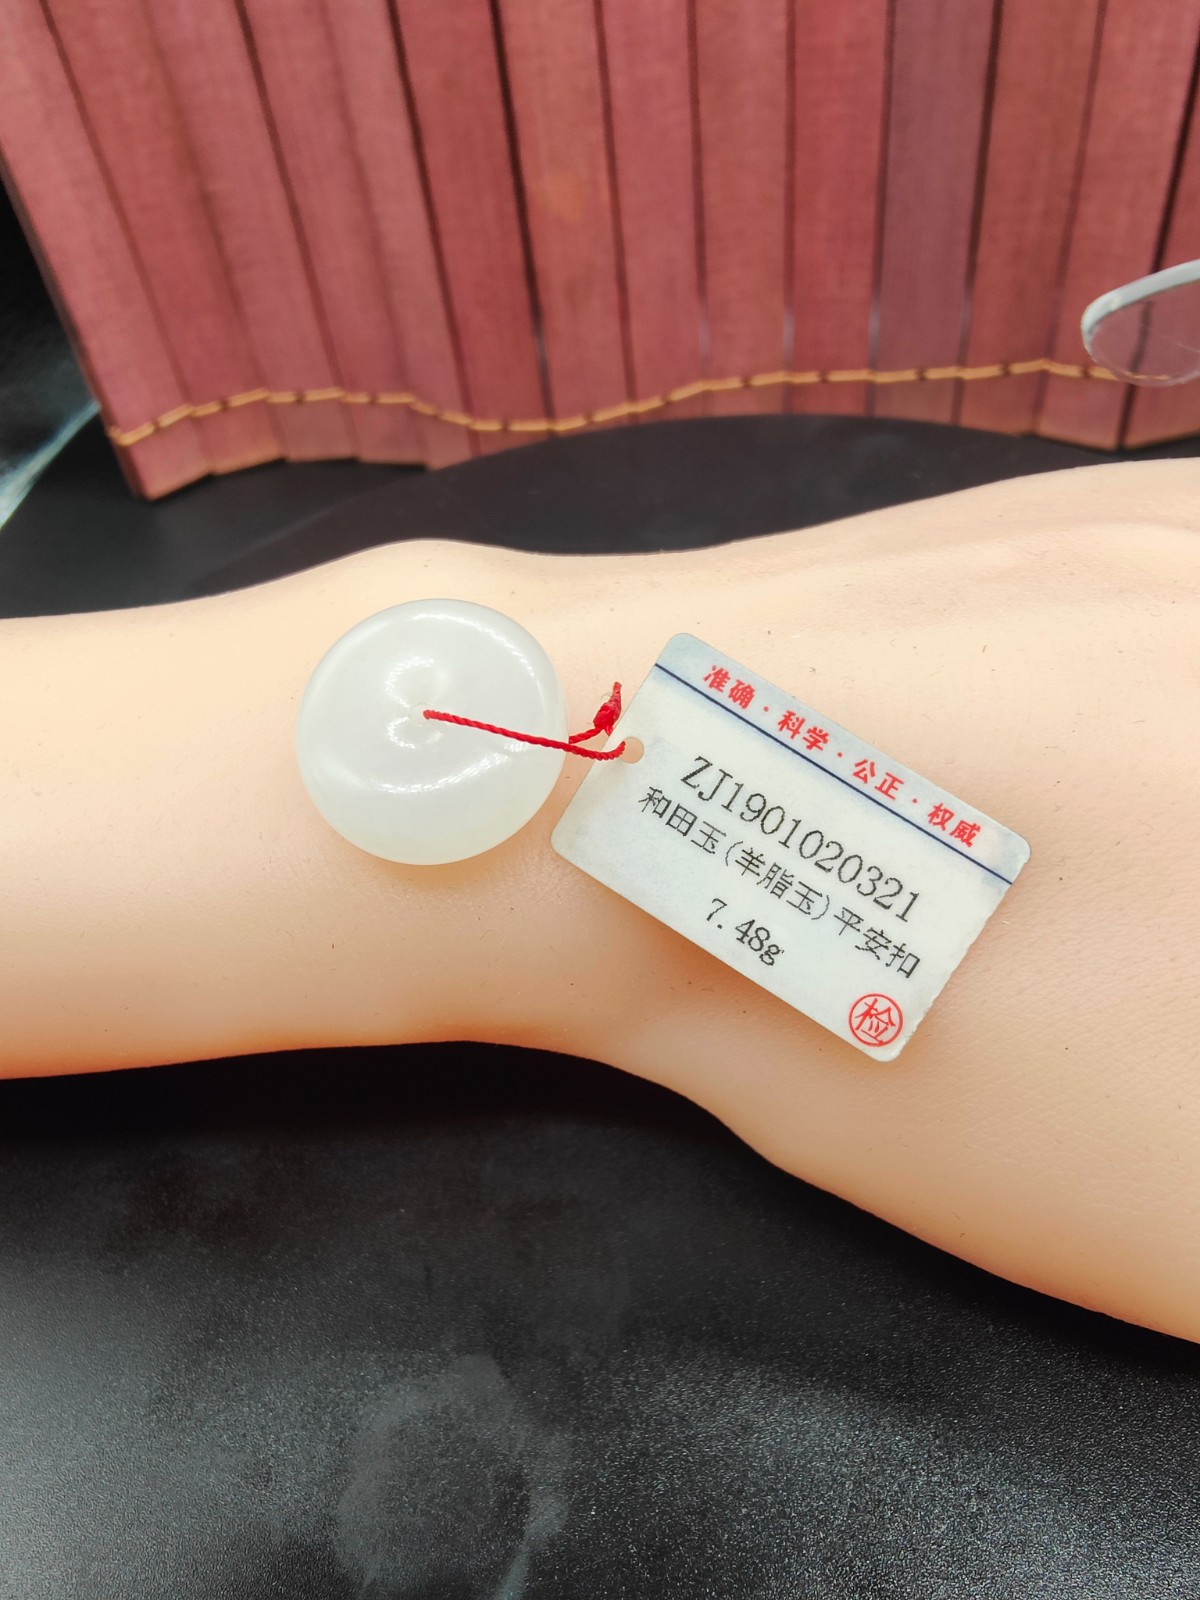 准确·科学·公正·权威
ZJ1901020321
和田玉(羊脂玉)平安扣
7.48g
检